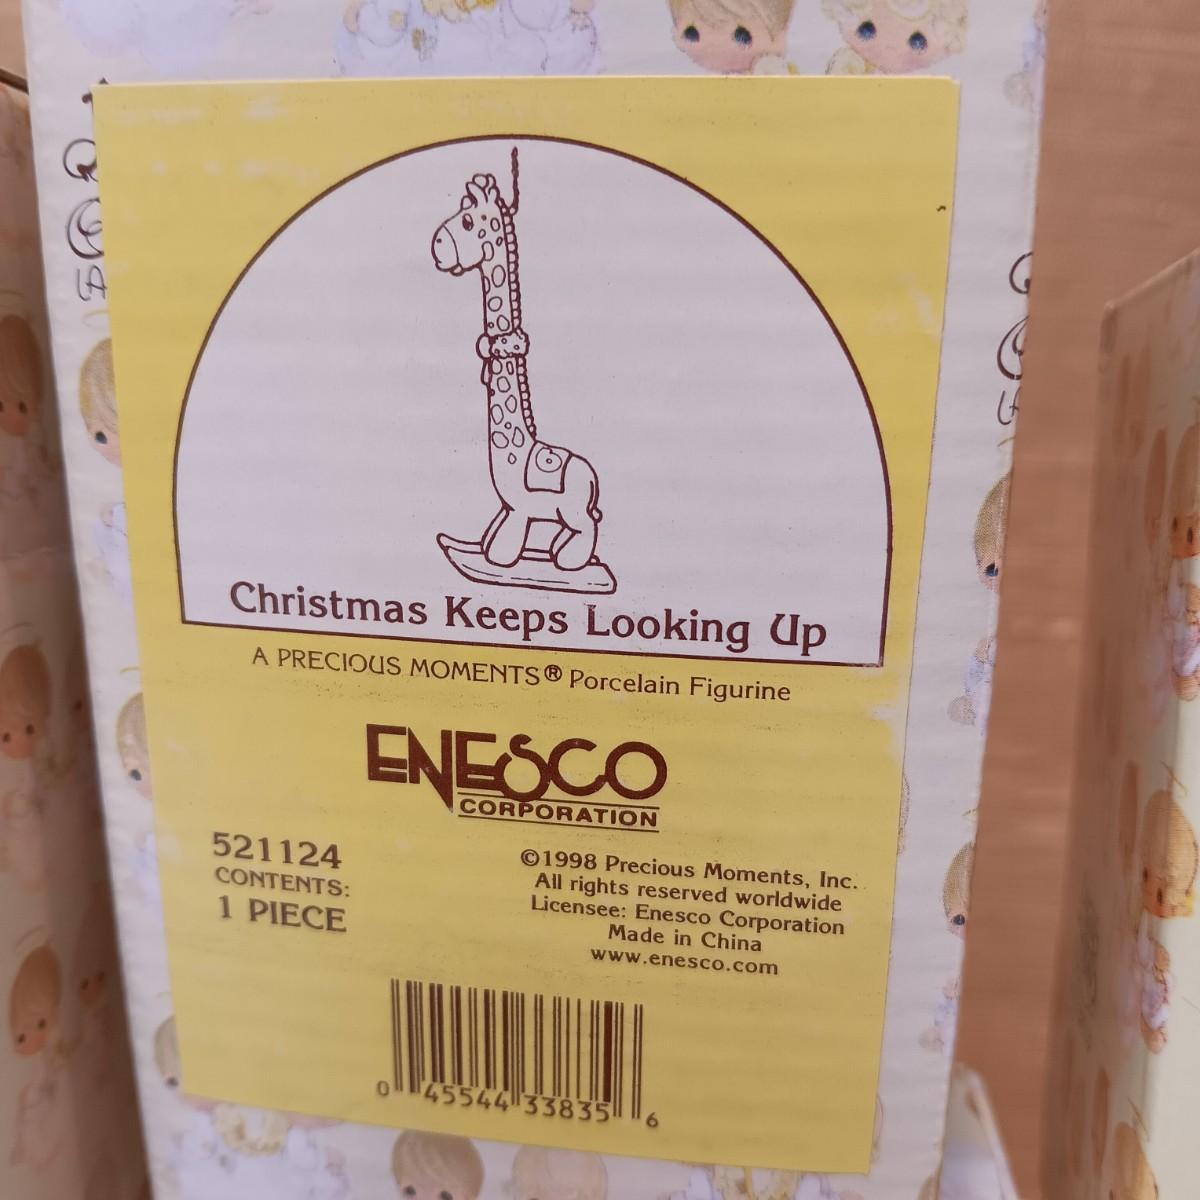 Christmas Keeps Looking Up
A PRECIOUS MOMENTS® Porcelain Figurine
ENESCO
CORPORATION
521124
CONTENTS:
1 PIECE
©1998 Precious Moments, Inc.
All rights reserved worldwide
Licensee: Enesco Corporation
Made in China
www.enesco.com
0 45544 33835 6